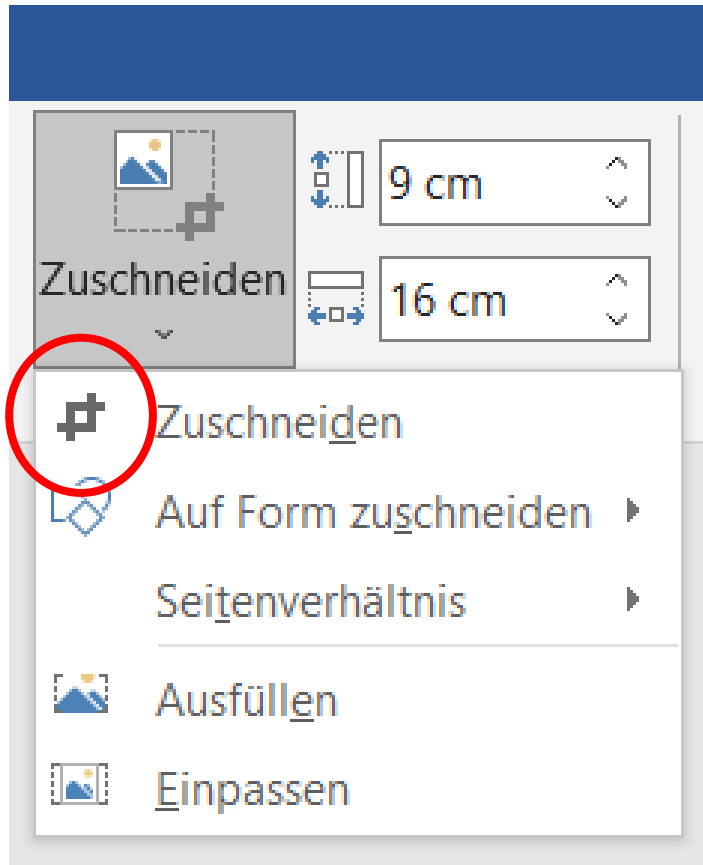 Zuschneiden
9 cm
16 cm
Zuschneiden
Auf Form zuschneiden
Seitenverhältnis
Ausfüllen
Einpassen